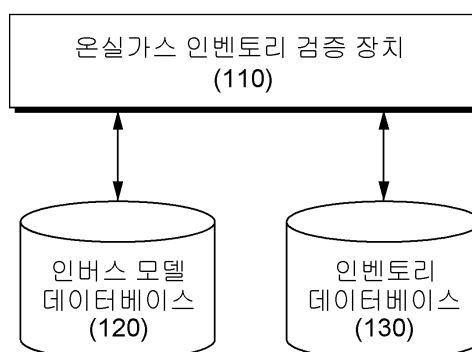 온실가스 인벤토리 검증 장치
(110)
인버스 모델
데이터베이스
(120)
인벤토리
데이터베이스
(130)